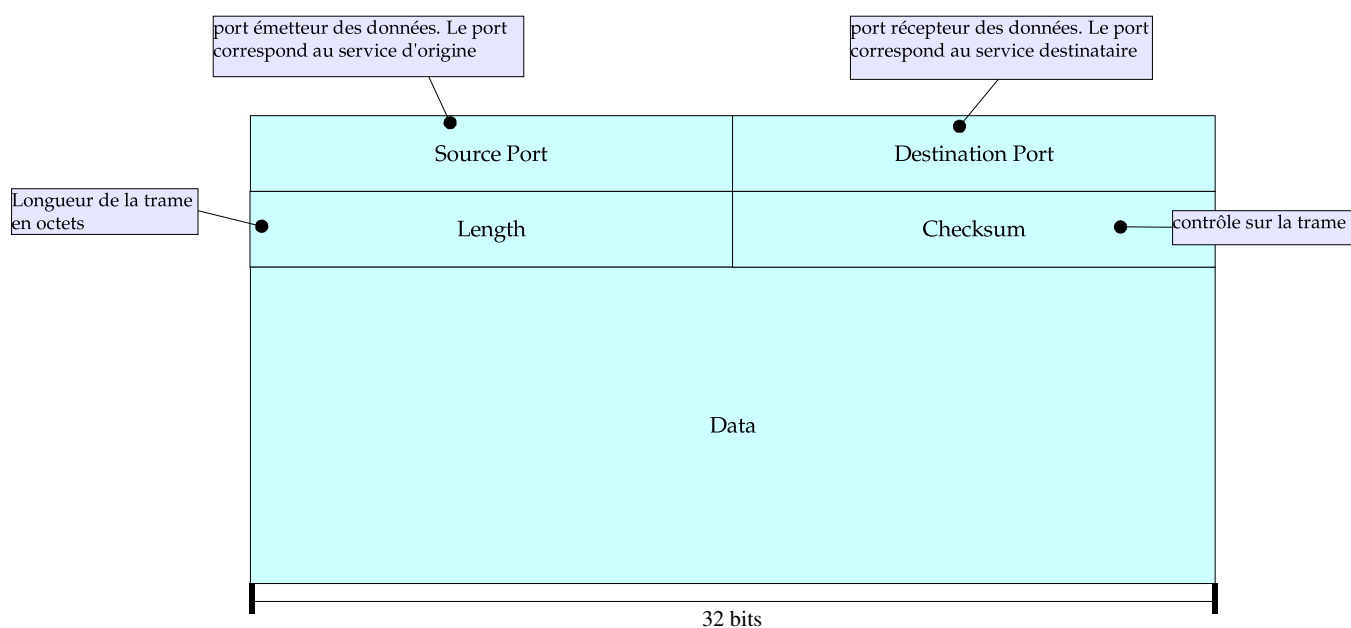 port émetteur des données. Le port
correspond au service d'origine
port récepteur des données. Le port
correspond au service destinataire
Source Port
Destination Port
Longueur de la trame
en octets
Length
Checksum
contrôle sur la trame
Data
32 bits